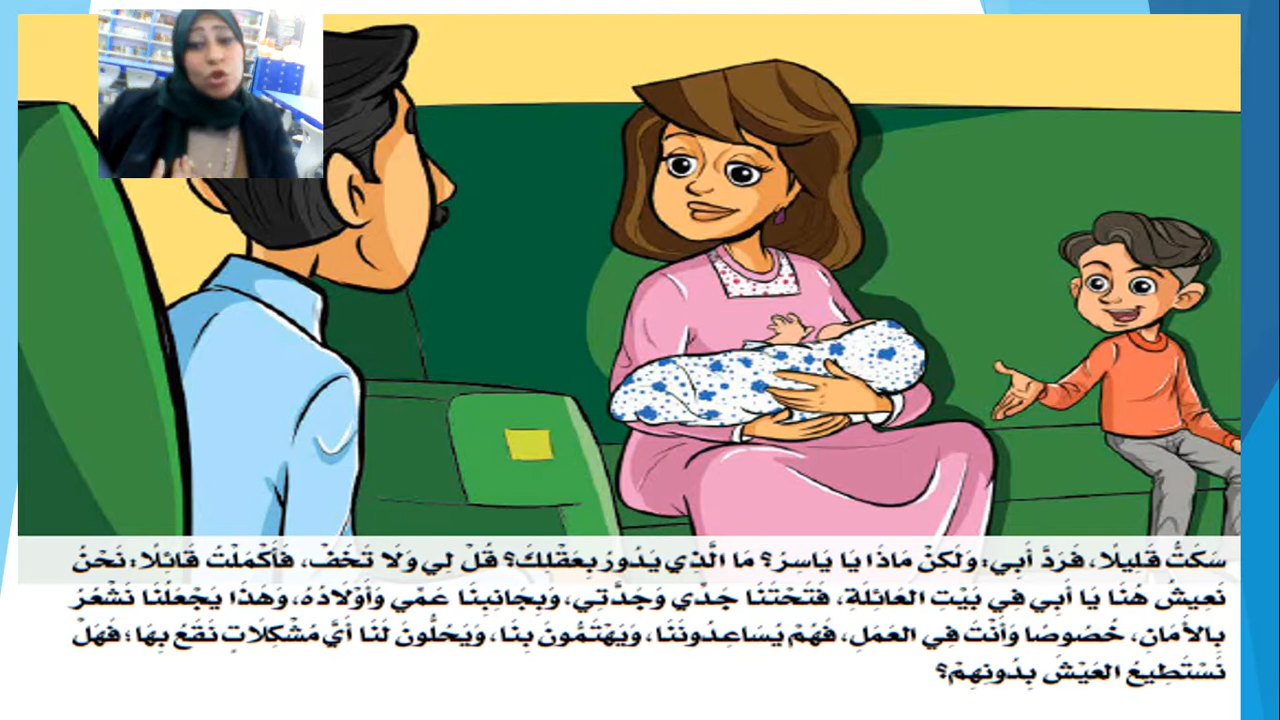 سَكَتُّ قَلِيلًا، فَرَدَّ أَبِي: وَلَكِنْ مَاذَا يَا يَاسِرُ؟ مَا الَّذِي يَدُورُ بِعَقْلِكَ؟ قُلْ لِي وَلَا تَخَفْ، فَأَكْمَلْتُ قَائِلًا: نَحْنُ
نَعِيشُ هُنَا يَا أَبِي فِي بَيْتِ العَائِلَةِ، فَتَحْتَنَا جَدِّي وَجَدَّتِي، وَبِجَانِبِنَا عَمِّي وَأَوْلَادُهُ، وَهَذَا يَجْعَلُنَا نَشْعُرُ
بِالأَمَانِ، خُصُوصًا وَأَنْتَ فِي العَمَلِ، فَهُمْ يُسَاعِدُونَنَا، وَيَهْتَمُّونَ بِنَا، وَيَحُلُّونَ لَنَا أَيَّ مُشْكِلَاتٍ نَقَعُ بِهَا؛ فَهَلْ
نَسْتَطِيعُ العَيْشَ بِدُونِهِمْ؟